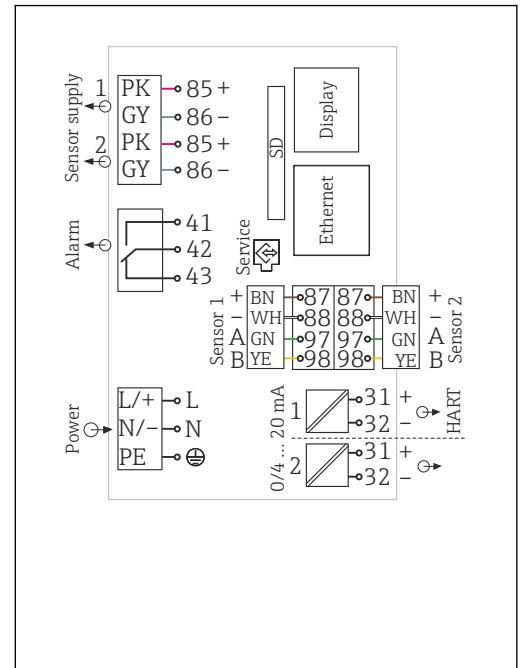 Sensor supply
1 PK 85 +
GY 86 –
2 PK 85 +
GY 86 –
SD
Display
Ethernet
Service
Alarm
41
42
43
Sensor 1
+ BN 87 87 BN +
– WH 88 88 WH –
A GN 97 97 GN A
B YE 98 98 YE B
Sensor 2
Power
L/+ L
N/– N
PE
0/4 ... 20 mA
1 31 +
32 –
HART
2 31 +
32 –